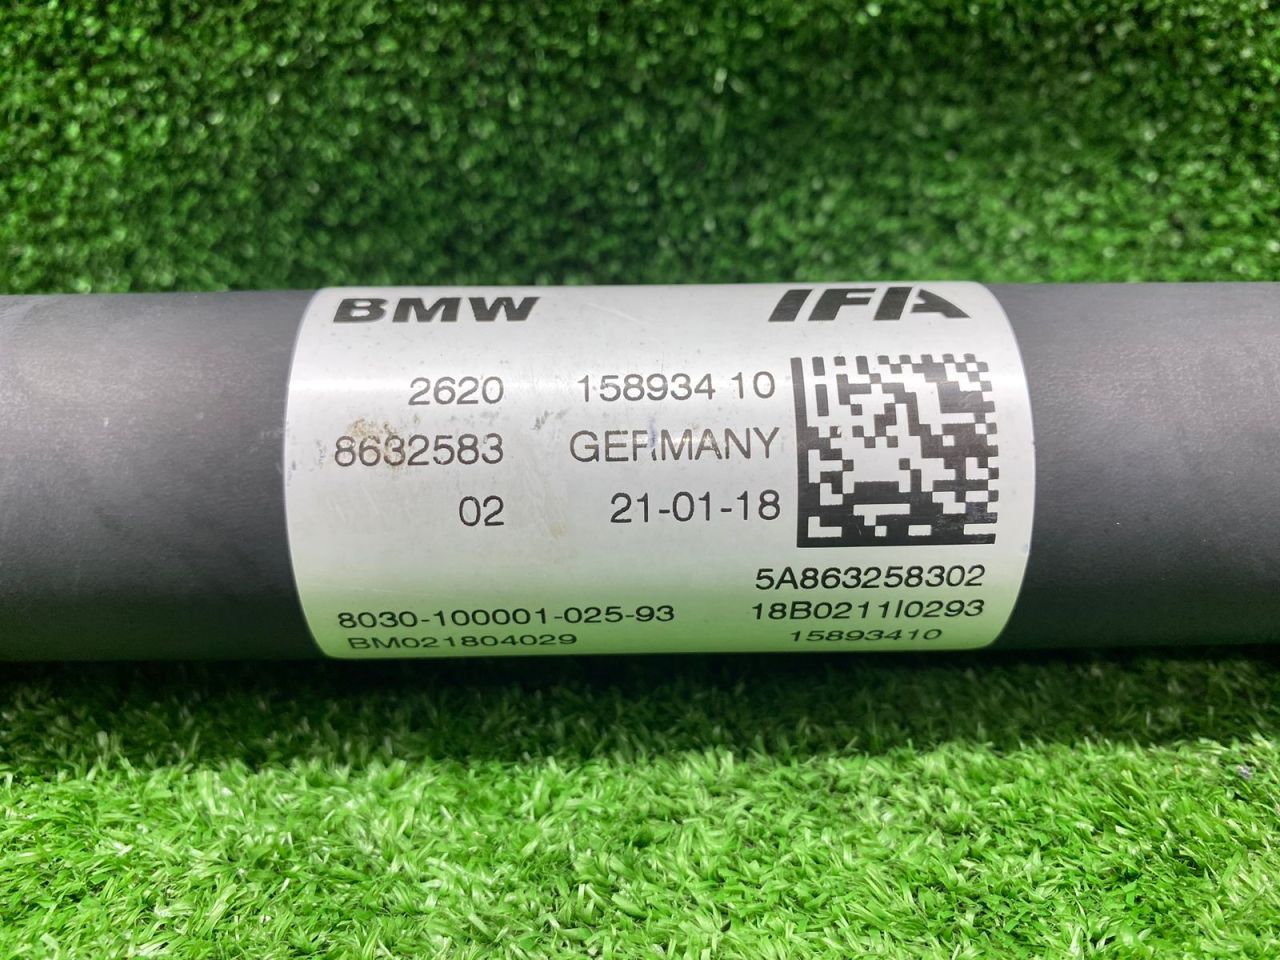 BMW IFA
2620 158934 10
8632583 GERMANY
02 21-01-18
5A863258302
8030-100001-025-93 18B0211I0293
BM021804029 15893410